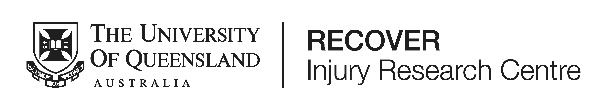 THE UNIVERSITY
OF QUEENSLAND
AUSTRALIA
RECOVER
Injury Research Centre